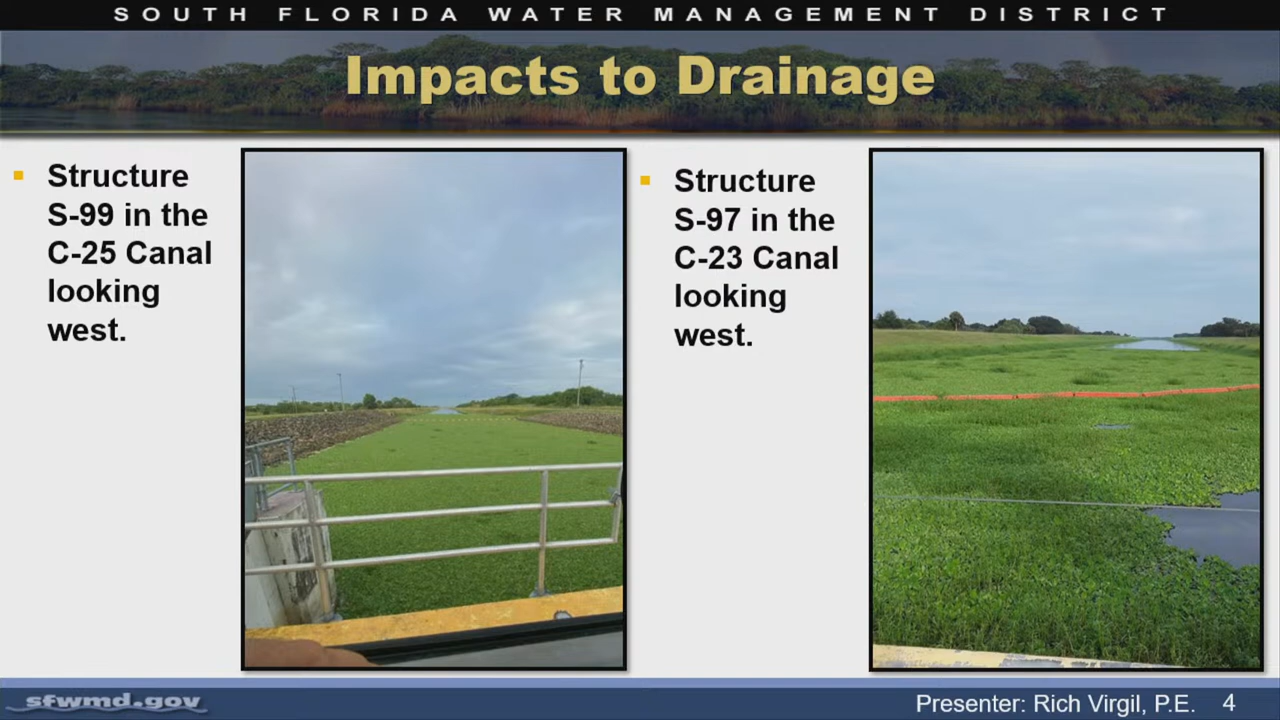 SOUTH FLORIDA WATER MANAGEMENT DISTRICT
Impacts to Drainage
Structure
S-99 in the
C-25 Canal
looking
west.
Structure
S-97 in the
C-23 Canal
looking
west.
sfwmd.gov
Presenter: Rich Virgil, P.E. 4